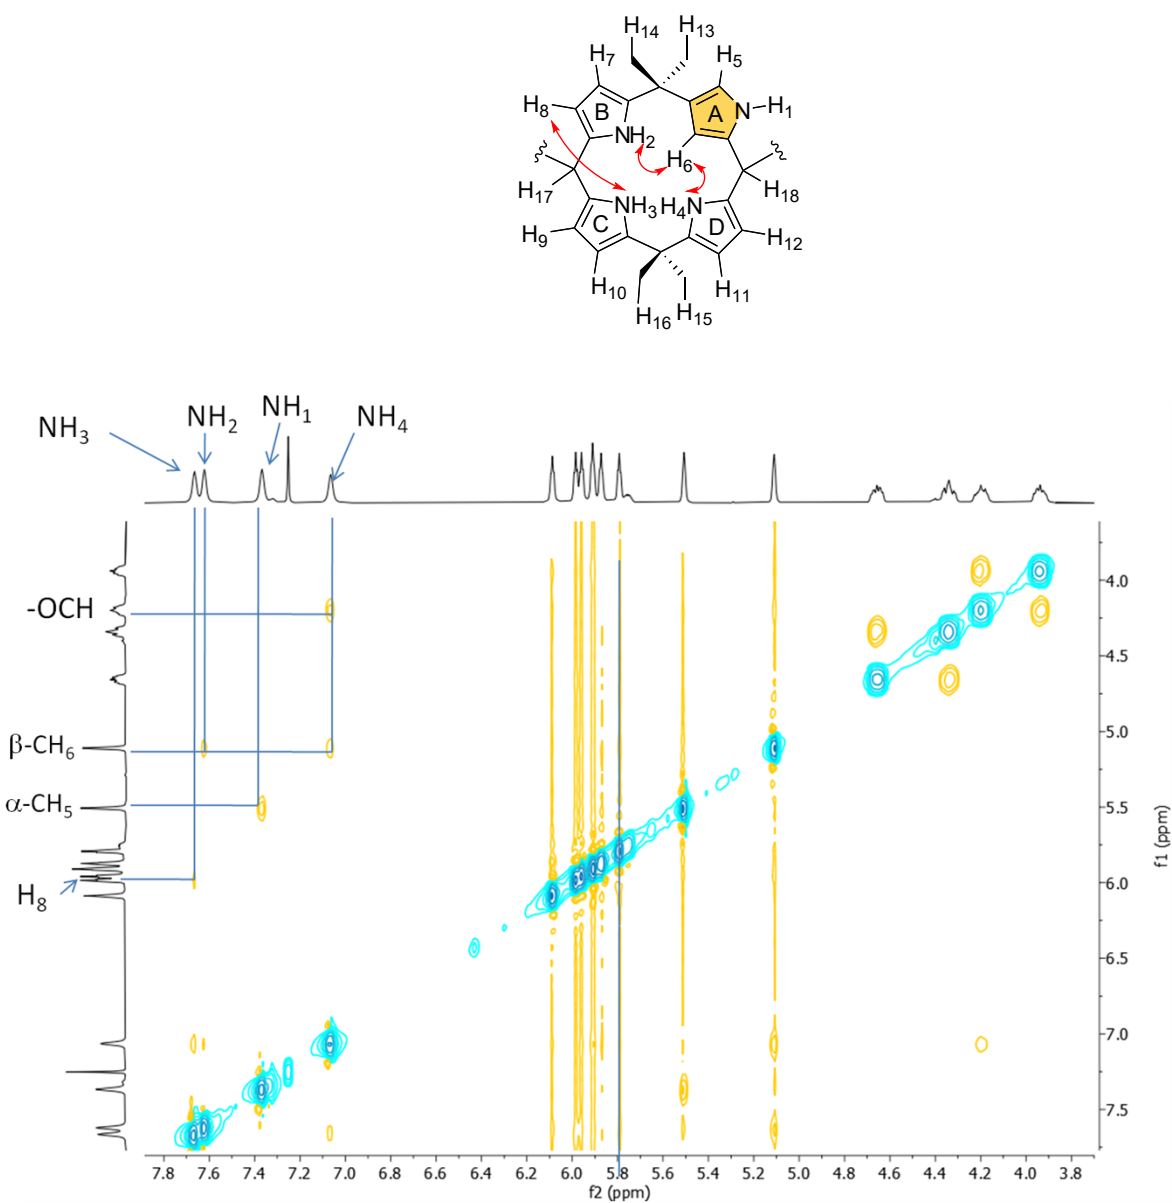 H14 H13
H7 H5
H8 B A N H1
NH2
H6
H17 H18
NH3 H4N
C D
H9 H12
H10 H11
H16 H15
NH3 NH2 NH1 NH4
-OCH
β-CH6
α-CH5
H8
4.0
4.5
5.0
5.5
6.0
6.5
7.0
7.5
f1 (ppm)
7.8 7.6 7.4 7.2 7.0 6.8 6.6 6.4 6.2 6.0 5.8 5.6 5.4 5.2 5.0 4.8 4.6 4.4 4.2 4.0 3.8
f2 (ppm)